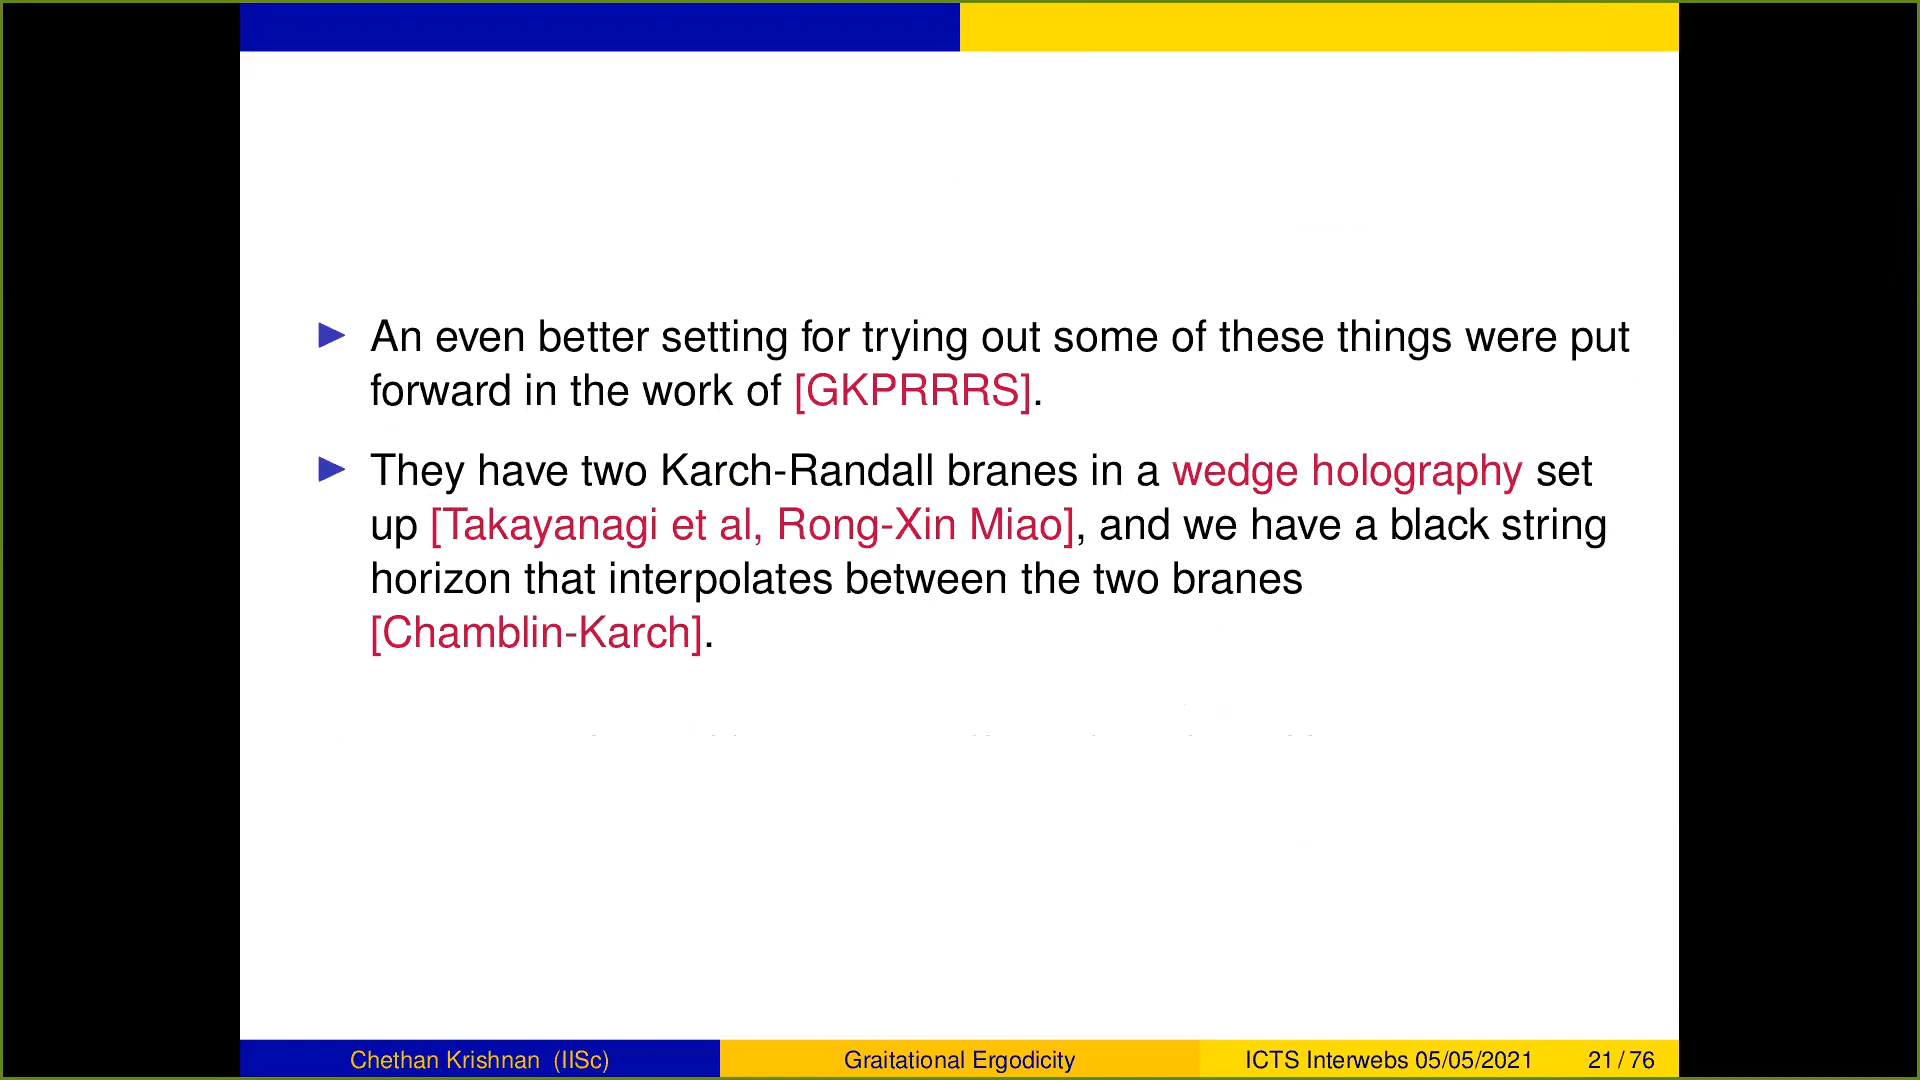 An even better setting for trying out some of these things were put
forward in the work of [GKPRRRS].
They have two Karch-Randall branes in a wedge holography set
up [Takayanagi et al, Rong-Xin Miao], and we have a black string
horizon that interpolates between the two branes
[Chamblin-Karch].
Chethan Krishnan (IISc) Graitational Ergodicity ICTS Interwebs 05/05/2021 21 / 76